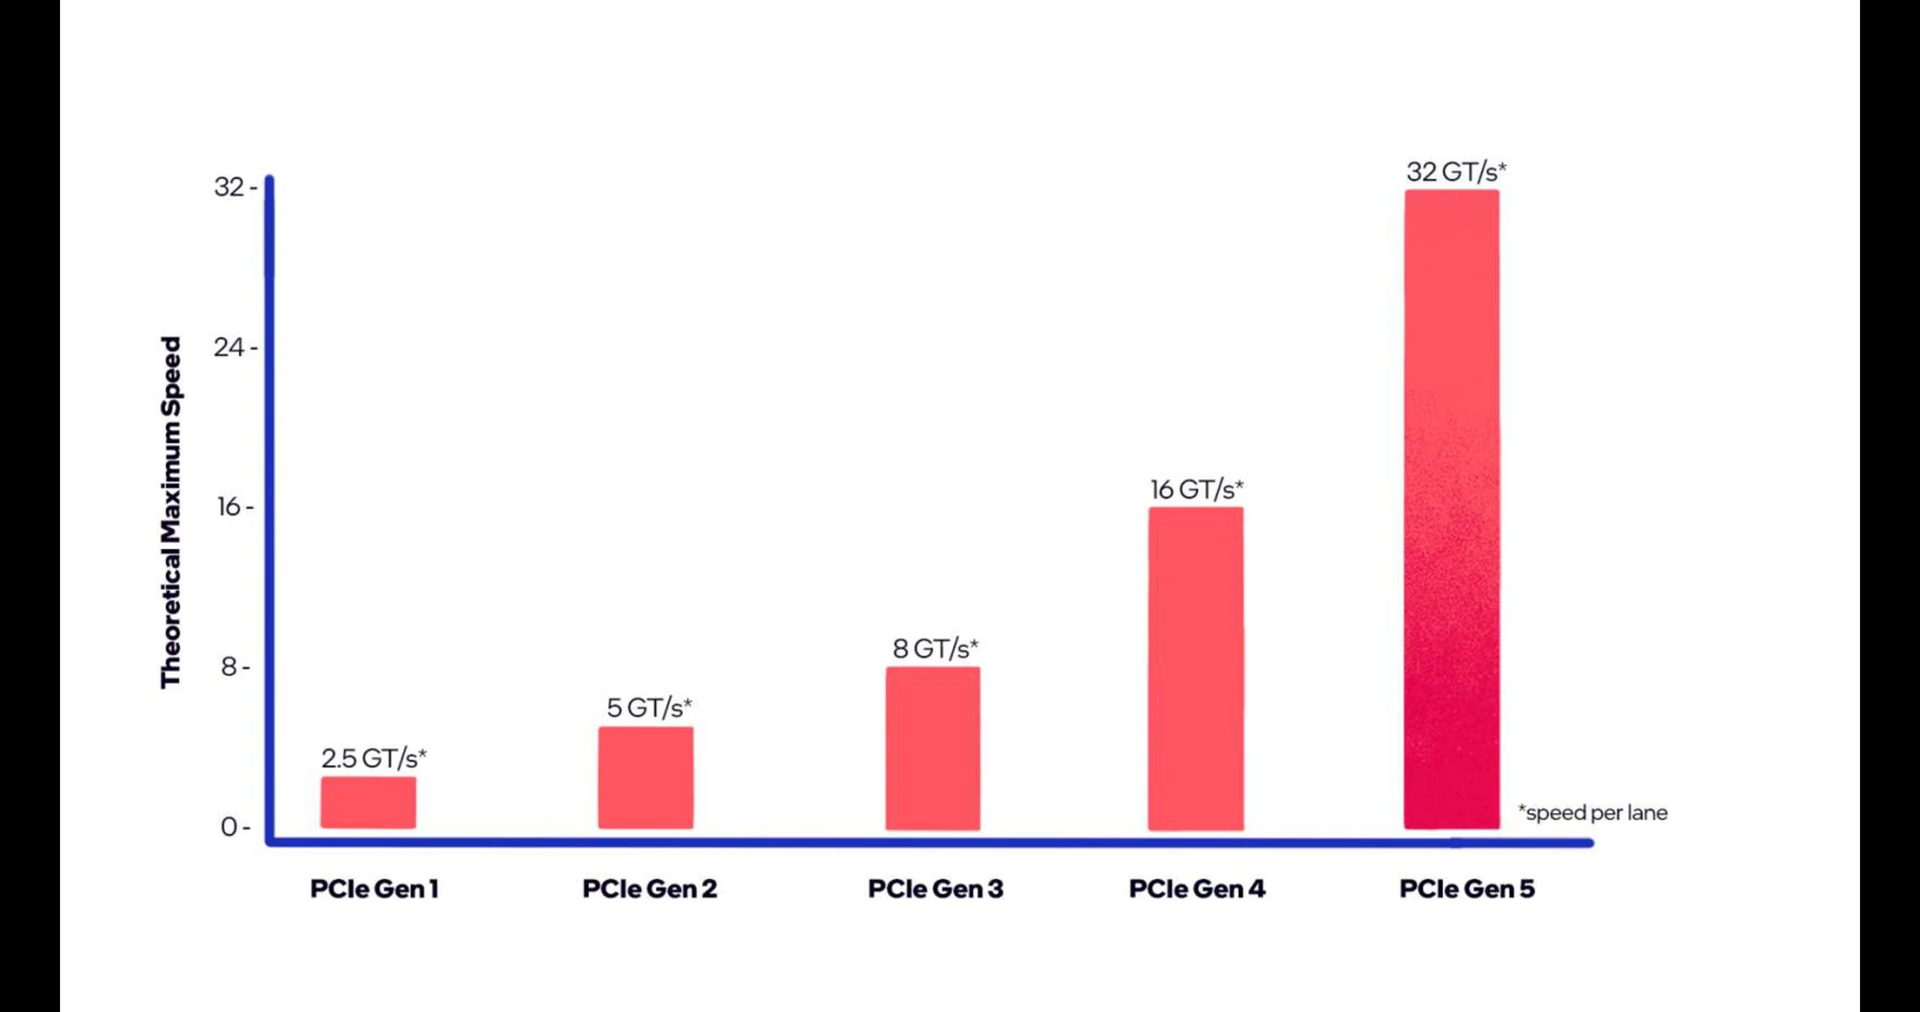 32 GT/s*
32 -
24 -
16 GT/s*
16 -
8 GT/s*
8 -
5 GT/s*
2.5 GT/s*
*speed per lane
0 -
Theoretical Maximum Speed
PCIe Gen 1
PCIe Gen 2
PCIe Gen 3
PCIe Gen 4
PCIe Gen 5